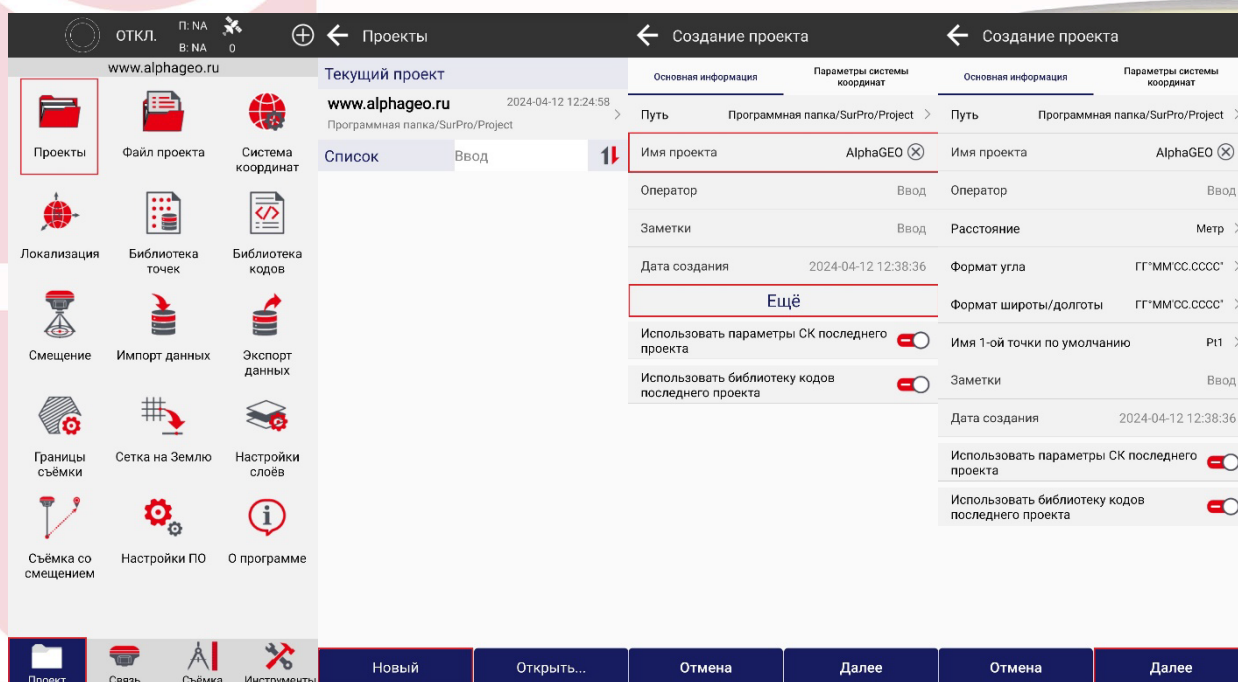 ОТКЛ.
П: NA
В: NA
0
www.alphageo.ru
Проекты
Файл проекта
Система
координат
Локализация
Библиотека
точек
Библиотека
кодов
Смещение
Импорт данных
Экспорт
данных
Границы
съёмки
Сетка на Землю
Настройки
слоёв
Съёмка со
смещением
Настройки ПО
О программе
Проект
Связь
Съёмка
Инструменты
Проекты
Текущий проект
www.alphageo.ru
2024-04-12 12:24:58
Программная папка/SurPro/Project
Список
Ввод
Новый
Открыть...
Создание проекта
Основная информация
Параметры системы
координат
Путь
Программная папка/SurPro/Project
Имя проекта
AlphaGEO
Оператор
Ввод
Заметки
Ввод
Дата создания
2024-04-12 12:38:36
Ещё
Использовать параметры СК последнего
проекта
Использовать библиотеку кодов
последнего проекта
Отмена
Далее
Создание проекта
Основная информация
Параметры системы
координат
Путь
Программная папка/SurPro/Project
Имя проекта
AlphaGEO
Оператор
Ввод
Расстояние
Метр
Формат угла
ГГ°ММ'СС.СССС"
Формат широты/долготы
ГГ°ММ'СС.СССС"
Имя 1-ой точки по умолчанию
Pt1
Заметки
Ввод
Дата создания
2024-04-12 12:38:36
Использовать параметры СК последнего
проекта
Использовать библиотеку кодов
последнего проекта
Отмена
Далее